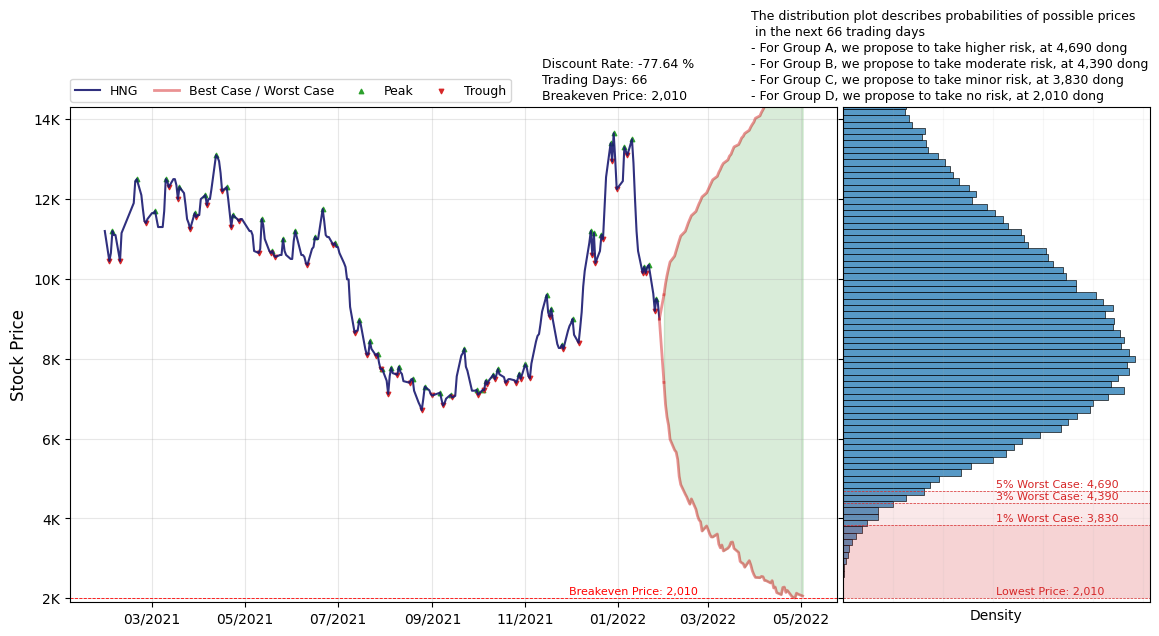 The distribution plot describes probabilities of possible prices
in the next 66 trading days
- For Group A, we propose to take higher risk, at 4,690 dong
- For Group B, we propose to take moderate risk, at 4,390 dong
- For Group C, we propose to take minor risk, at 3,830 dong
- For Group D, we propose to take no risk, at 2,010 dong
Discount Rate: -77.64 %
Trading Days: 66
Breakeven Price: 2,010
HNG
Best Case / Worst Case
Peak
Trough
Stock Price
14K
12K
10K
8K
6K
4K
2K
Breakeven Price: 2,010
03/2021
05/2021
07/2021
09/2021
11/2021
01/2022
03/2022
05/2022
5% Worst Case: 4,690
3% Worst Case: 4,390
1% Worst Case: 3,830
Lowest Price: 2,010
Density